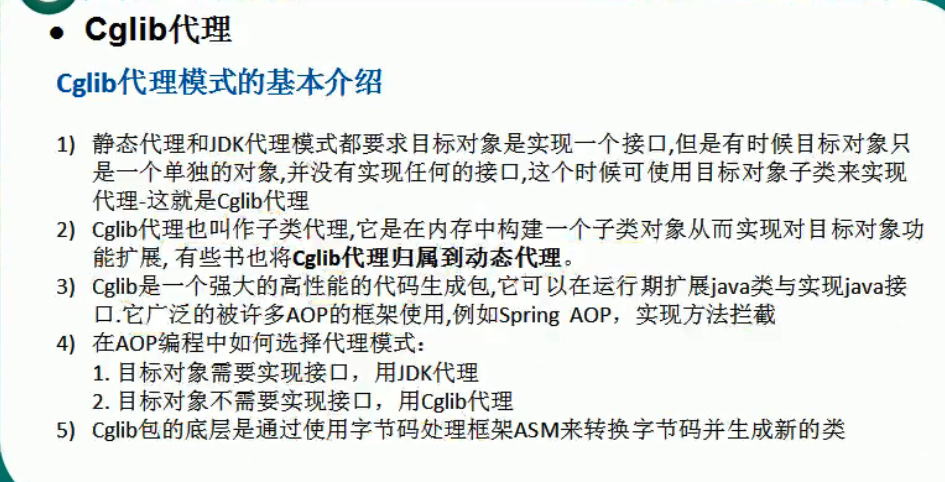 • Cglib代理
Cglib代理模式的基本介绍
1) 静态代理和JDK代理模式都要求目标对象是实现一个接口,但是有时候目标对象只
是一个单独的对象,并没有实现任何的接口,这个时候可使用目标对象子类来实现
代理-这就是Cglib代理
2) Cglib代理也叫作子类代理,它是在内存中构建一个子类对象从而实现对目标对象功
能扩展, 有些书也将Cglib代理归属到动态代理。
3) Cglib是一个强大的高性能的代码生成包,它可以在运行期扩展java类与实现java接
口.它广泛的被许多AOP的框架使用,例如Spring AOP，实现方法拦截
4) 在AOP编程中如何选择代理模式：
1. 目标对象需要实现接口，用JDK代理
2. 目标对象不需要实现接口，用Cglib代理
5) Cglib包的底层是通过使用字节码处理框架ASM来转换字节码并生成新的类